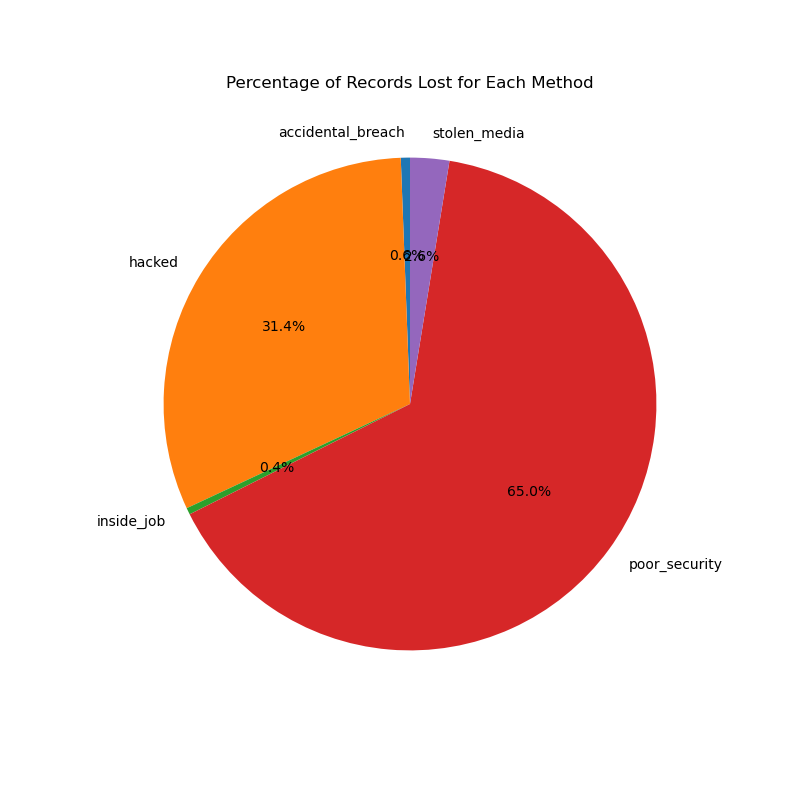 Percentage of Records Lost for Each Method
accidental_breach
stolen_media
hacked
0.6%
2.6%
31.4%
0.4%
65.0%
inside_job
poor_security